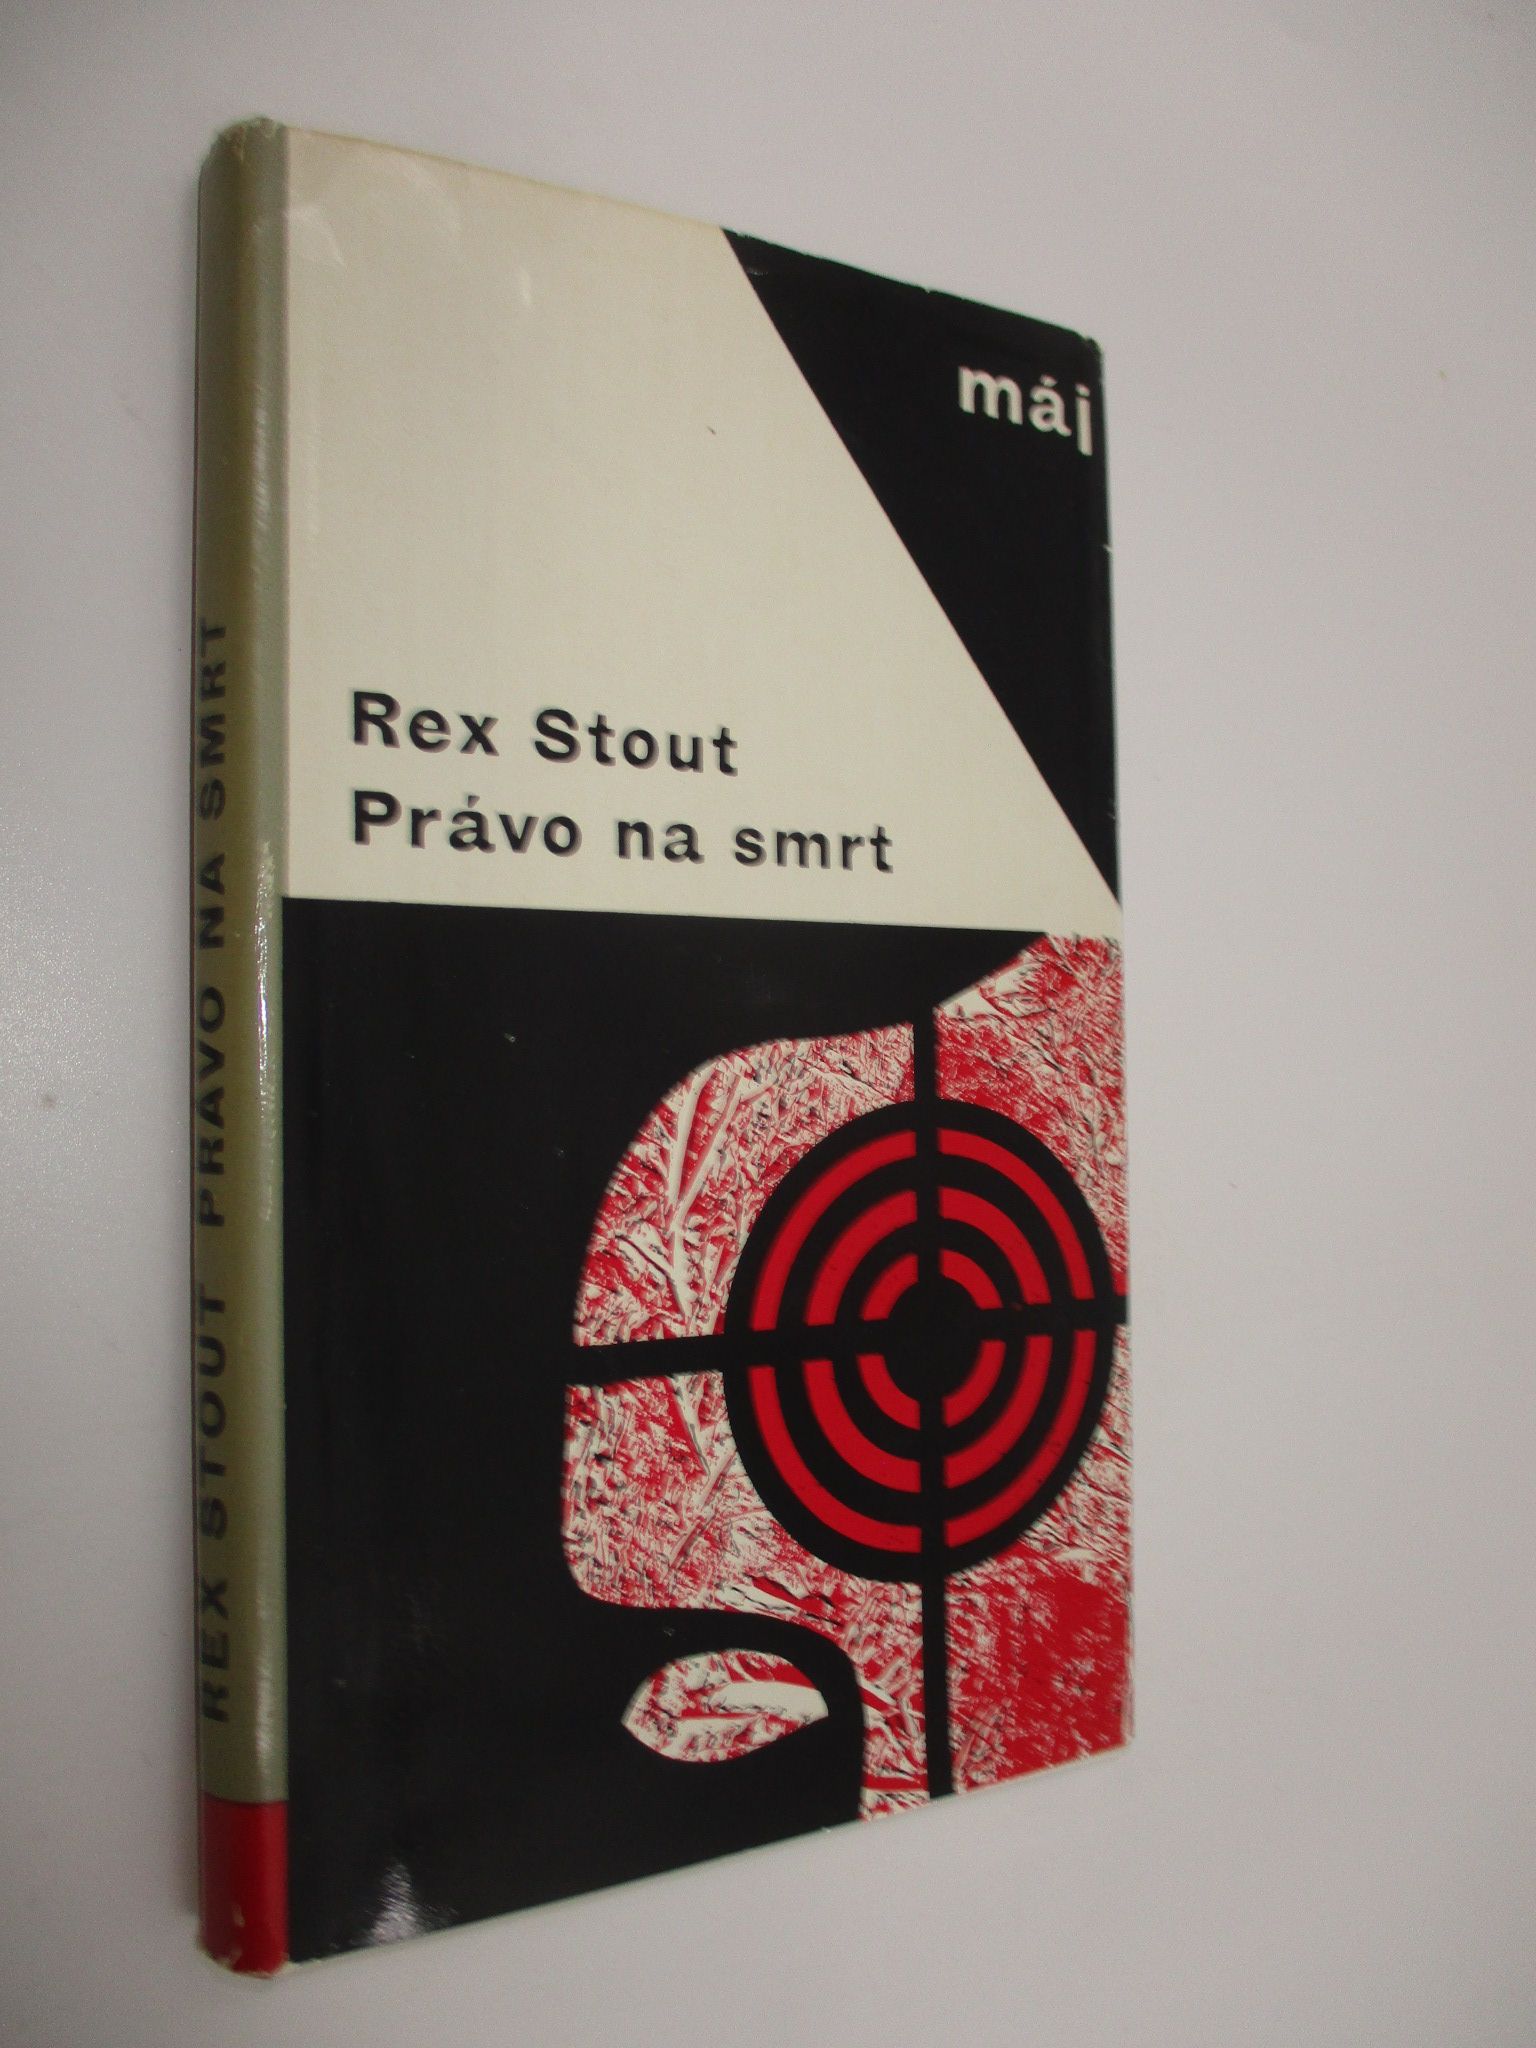 máj
Rex Stout
Právo na smrt
REX STOUT PRÁVO NA SMRT